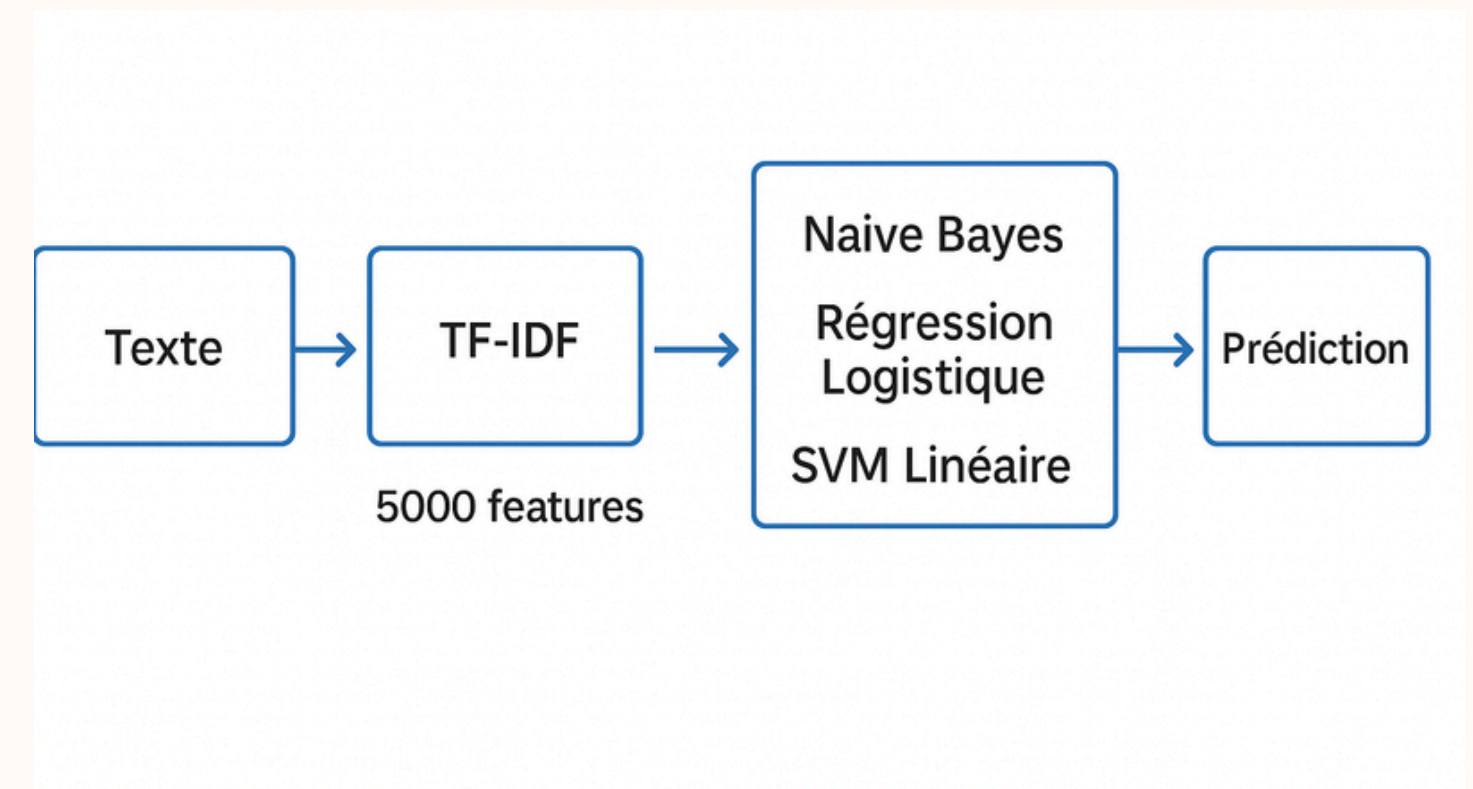 Texte
TF-IDF
5000 features
Naive Bayes
Régression
Logistique
SVM Linéaire
Prédiction